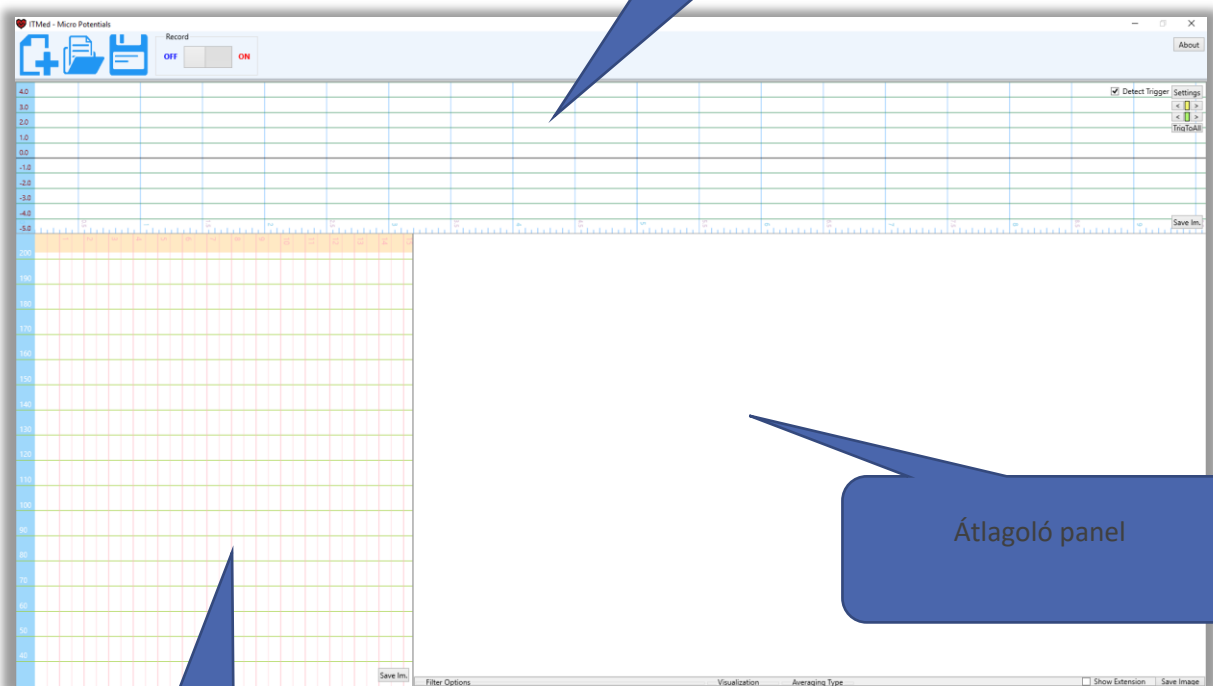 ITMed - Micro Potentials
Record
OFF ON
About
4.0
Detect Trigger Settings
3.0
< >
2.0
< >
1.0
TrigToAll
0.0
-1.0
-2.0
-3.0
-4.0
Save Im.
-5.0
200
190
180
170
160
150
140
130
120
110
100
90
80
70
60
50
40
Átlagoló panel
Save Im.
Filter Options Visualization Averaging Type Show Extension Save Image